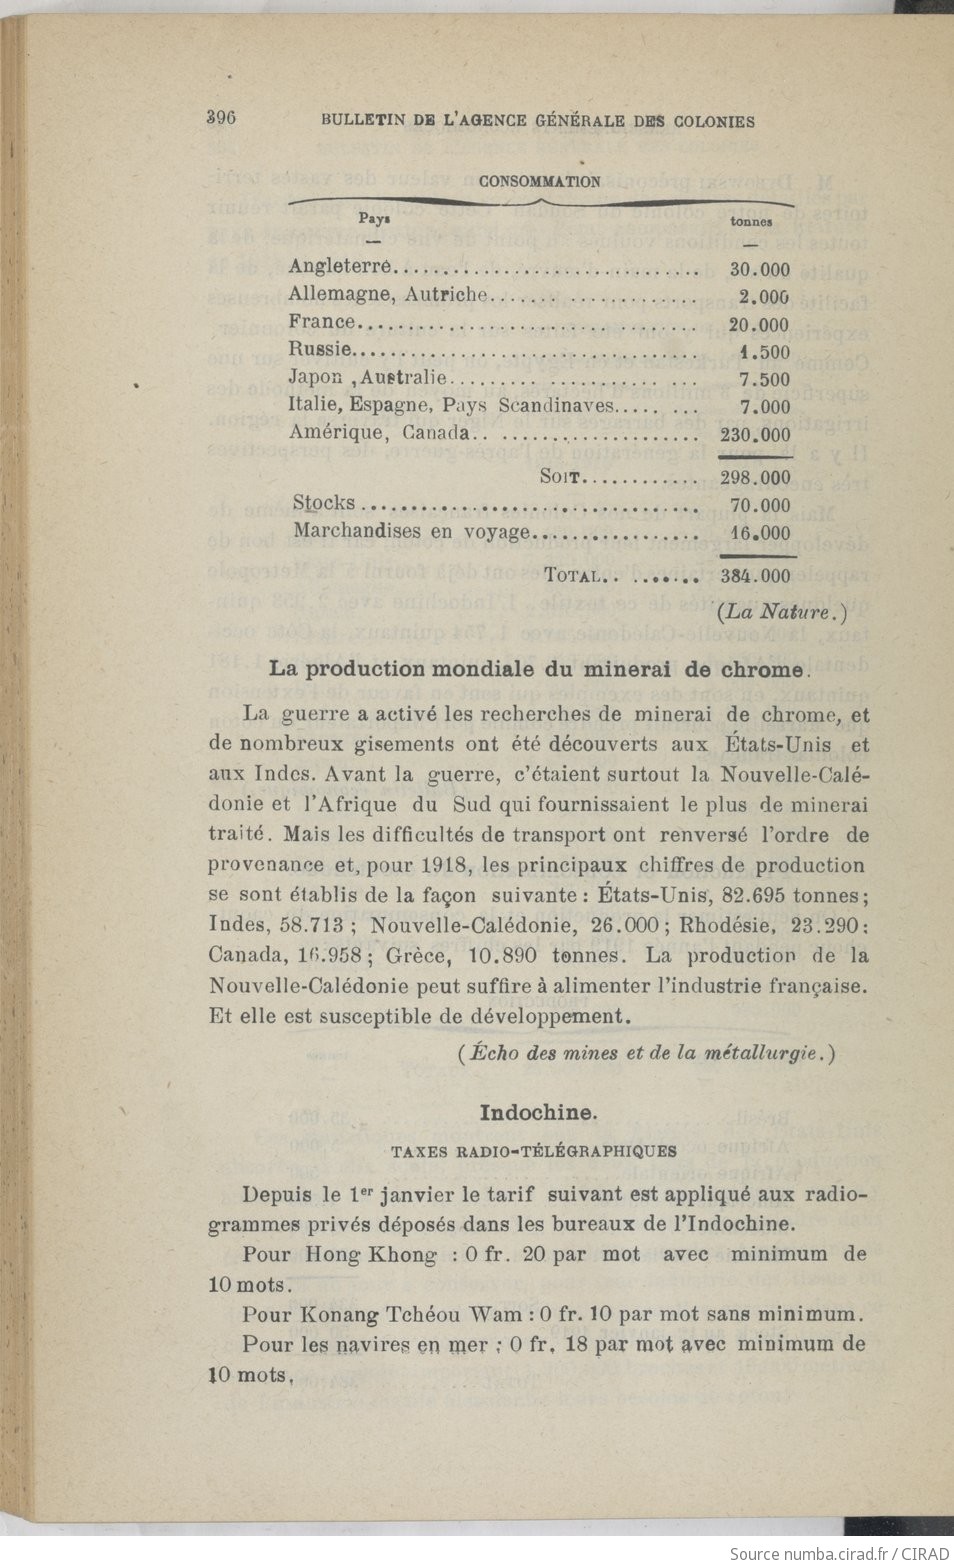 396 BULLETIN DE L'AGENCE GÉNÉRALE DES COLONIES
CONSOMMATION
Pays tonnes
Angleterre.............................. 30.000
Allemagne, Autriche..................... 2.000
France.................................. 20.000
Russie.................................. 1.500
Japon ,Australie........................ 7.500
Italie, Espagne, Pays Scandinaves..... ... 7.000
Amérique, Canada.. .................... 230.000
SOIT............ 298.000
Stocks .................................. 70.000
Marchandises en voyage................. 16.000
TOTAL.. ....... 384.000
(La Nature.)
La production mondiale du minerai de chrome.
La guerre a activé les recherches de minerai de chrome, et
de nombreux gisements ont été découverts aux États-Unis et
aux Indes. Avant la guerre, c'étaient surtout la Nouvelle-Calé-
donie et l'Afrique du Sud qui fournissaient le plus de minerai
traité. Mais les difficultés de transport ont renversé l'ordre de
provenance et, pour 1918, les principaux chiffres de production
se sont établis de la façon suivante : États-Unis, 82.695 tonnes;
Indes, 58.713 ; Nouvelle-Calédonie, 26.000 ; Rhodésie, 23.290:
Canada, 16.958 ; Grèce, 10.890 tonnes. La production de la
Nouvelle-Calédonie peut suffire à alimenter l'industrie française.
Et elle est susceptible de développement.
(Écho des mines et de la métallurgie.)
Indochine.
TAXES RADIO-TÉLÉGRAPHIQUES
Depuis le 1er janvier le tarif suivant est appliqué aux radio-
grammes privés déposés dans les bureaux de l'Indochine.
Pour Hong Khong : 0 fr. 20 par mot avec minimum de
10 mots.
Pour Konang Tchéou Wam : 0 fr. 10 par mot sans minimum.
Pour les navires en mer : 0 fr. 18 par mot avec minimum de
10 mots.
Source numba.cirad.fr / CIRAD